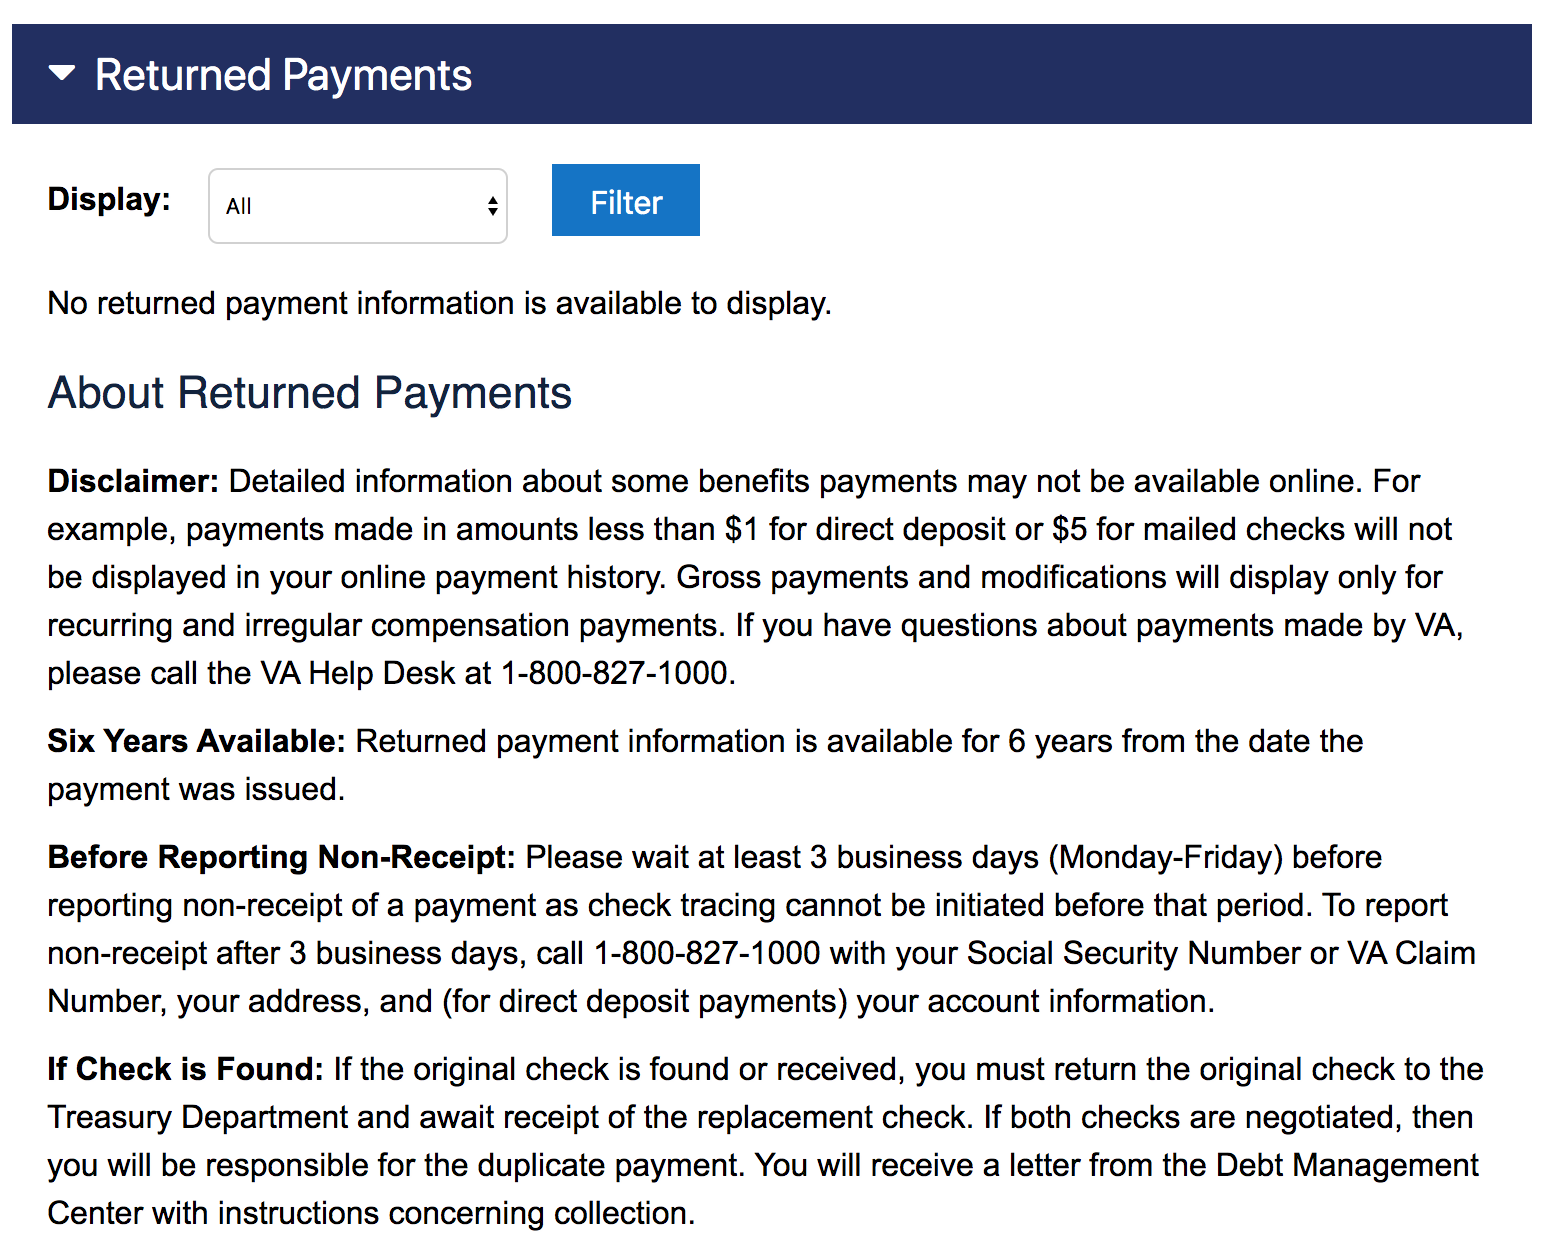 Returned Payments
Display: All Filter
No returned payment information is available to display.
About Returned Payments
Disclaimer: Detailed information about some benefits payments may not be available online. For
example, payments made in amounts less than $1 for direct deposit or $5 for mailed checks will not
be displayed in your online payment history. Gross payments and modifications will display only for
recurring and irregular compensation payments. If you have questions about payments made by VA,
please call the VA Help Desk at 1-800-827-1000.
Six Years Available: Returned payment information is available for 6 years from the date the
payment was issued.
Before Reporting Non-Receipt: Please wait at least 3 business days (Monday-Friday) before
reporting non-receipt of a payment as check tracing cannot be initiated before that period. To report
non-receipt after 3 business days, call 1-800-827-1000 with your Social Security Number or VA Claim
Number, your address, and (for direct deposit payments) your account information.
If Check is Found: If the original check is found or received, you must return the original check to the
Treasury Department and await receipt of the replacement check. If both checks are negotiated, then
you will be responsible for the duplicate payment. You will receive a letter from the Debt Management
Center with instructions concerning collection.